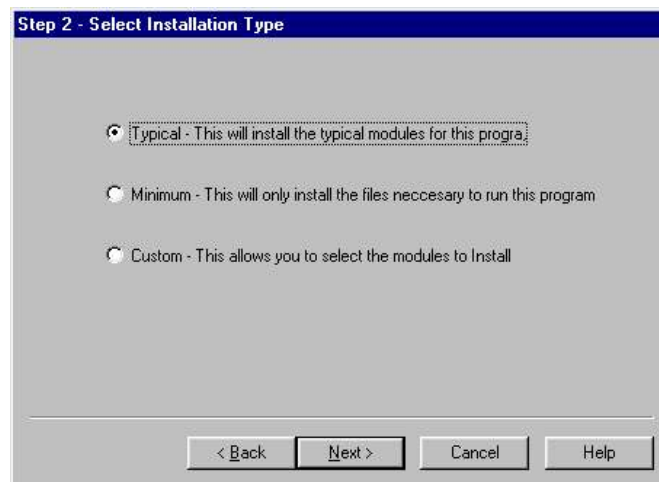 Step 2 - Select Installation Type
Typical - This will install the typical modules for this progra,
Minimum - This will only install the files neccesary to run this program
Custom - This allows you to select the modules to Install
< Back Next > Cancel Help